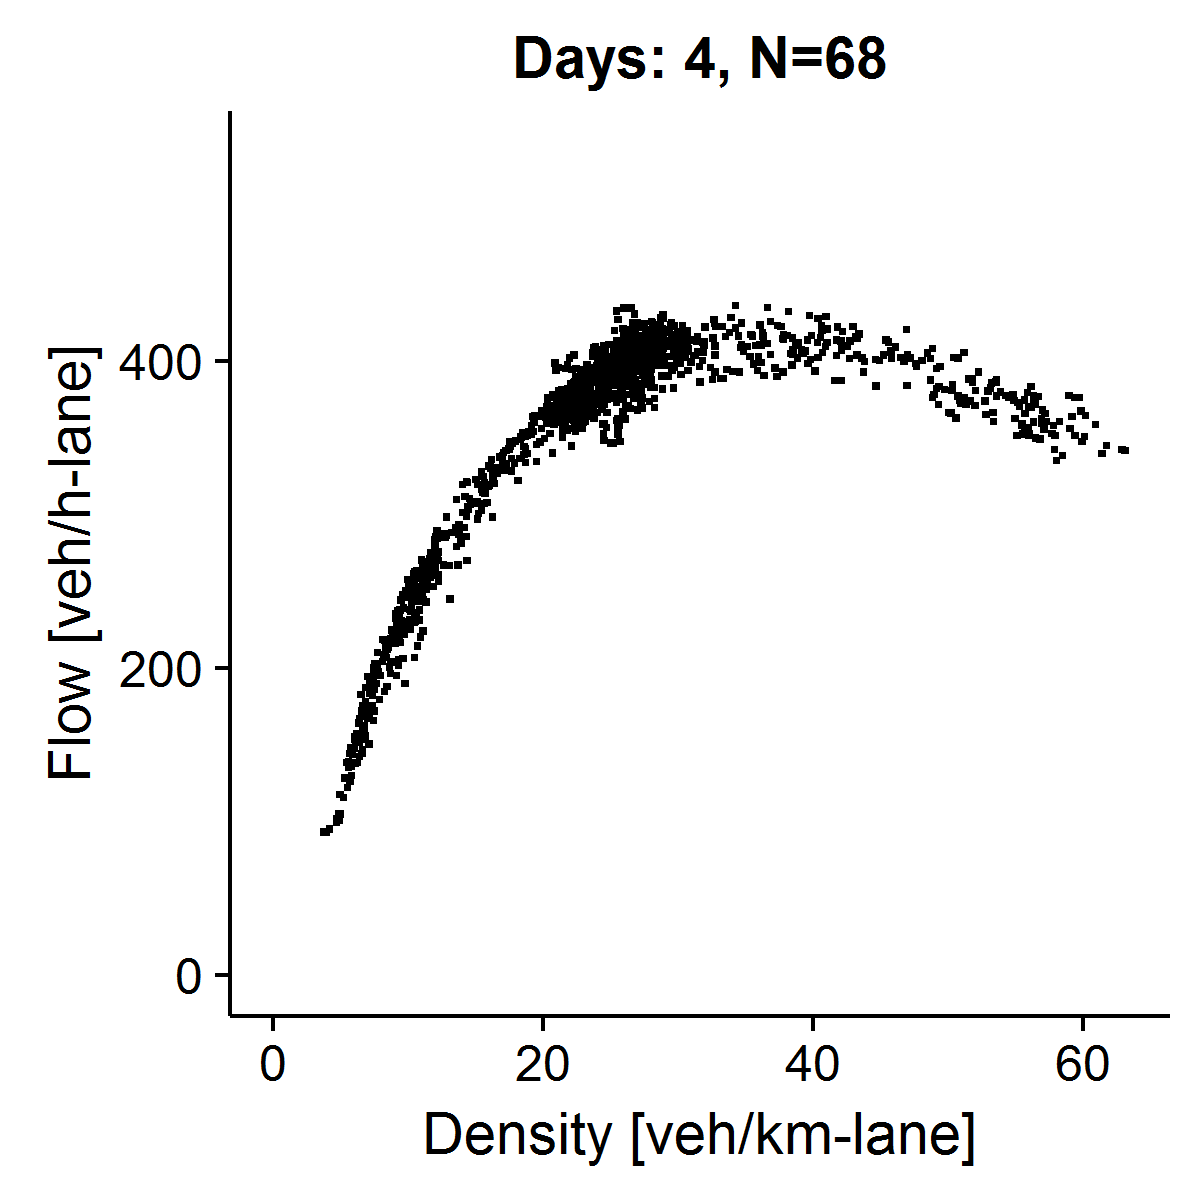 Days: 4, N=68
Flow [veh/h-lane]
400
200
0
0 20 40 60
Density [veh/km-lane]